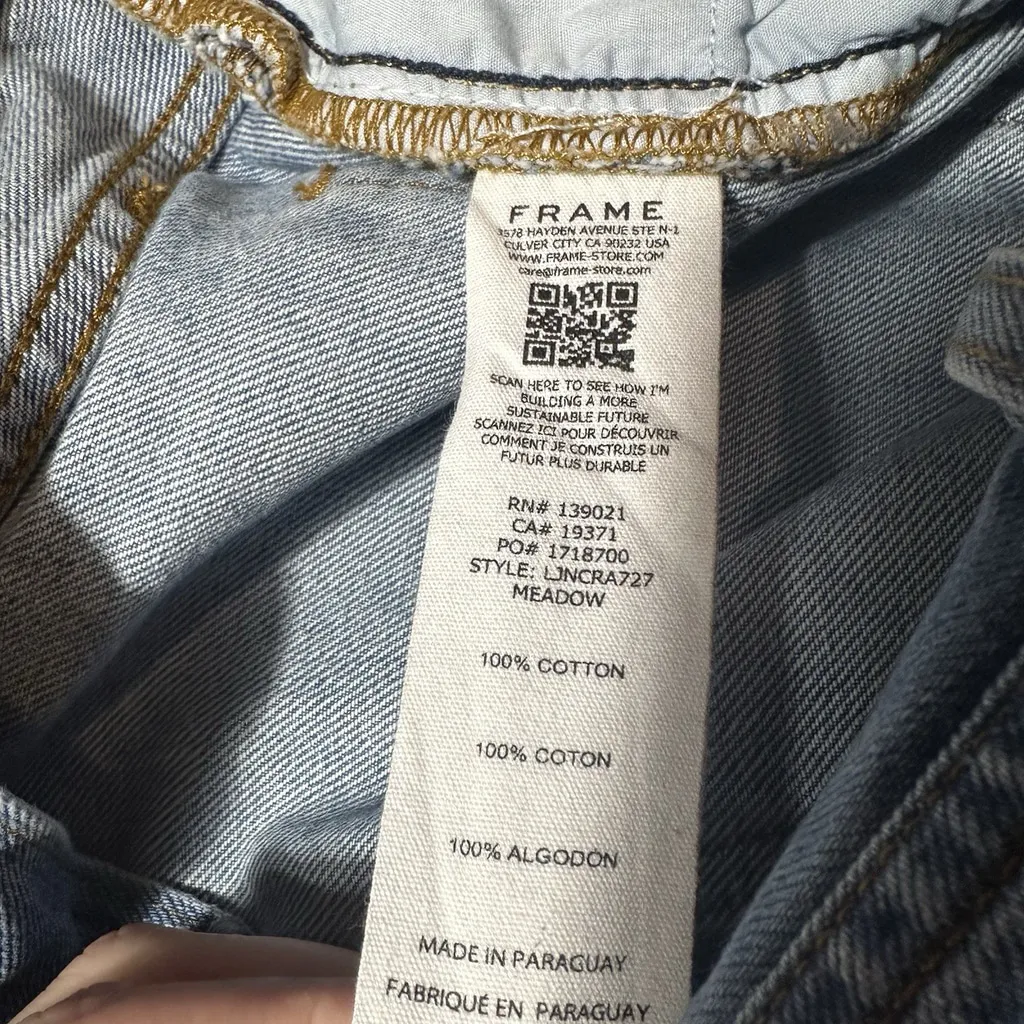 FRAME
3578 HAYDEN AVENUE STE N-1
CULVER CITY CA 90232 USA
WWW.FRAME-STORE.COM
care@frame-store.com
SCAN HERE TO SEE HOW I'M
BUILDING A MORE
SUSTAINABLE FUTURE
SCANNEZ ICI POUR DÉCOUVRIR
COMMENT JE CONSTRUIS UN
FUTUR PLUS DURABLE
RN# 139021
CA# 19371
PO# 1718700
STYLE: LJNCRA727
MEADOW
100% COTTON
100% COTON
100% ALGODON
MADE IN PARAGUAY
FABRIQUÉ EN PARAGUAY